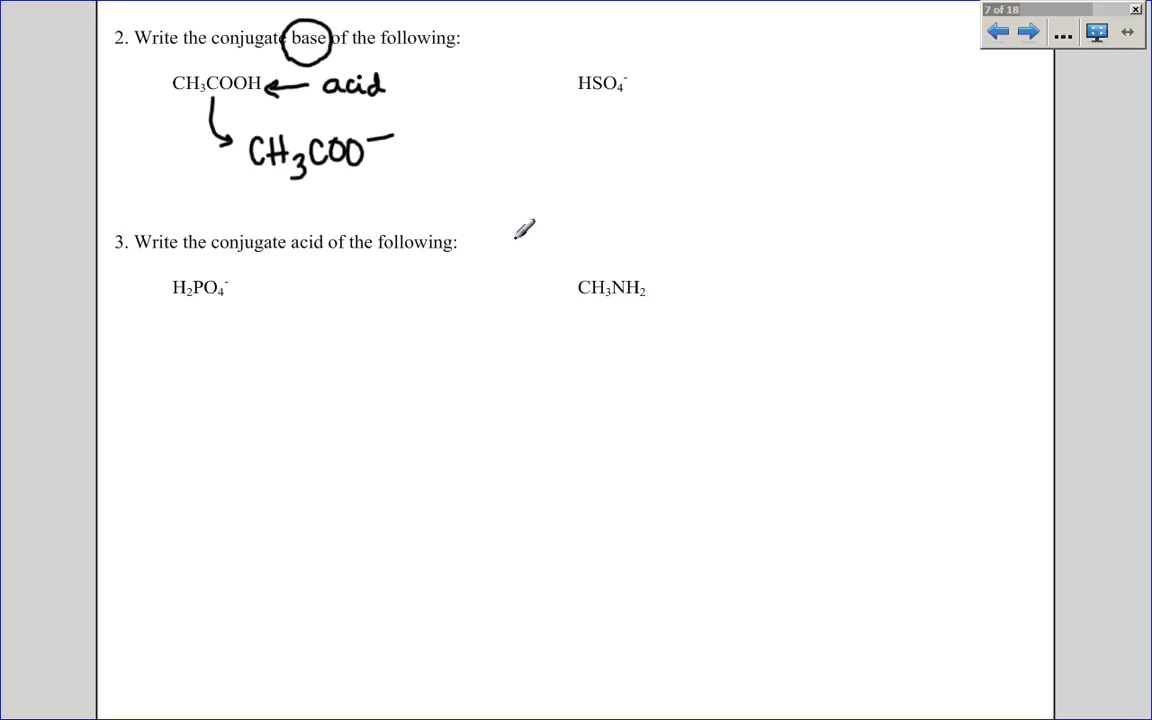 7 of 18
2. Write the conjugate base of the following:
CH₃COOH ← acid HSO₄⁻
CH₃COO⁻
3. Write the conjugate acid of the following:
H₂PO₄⁻ CH₃NH₂